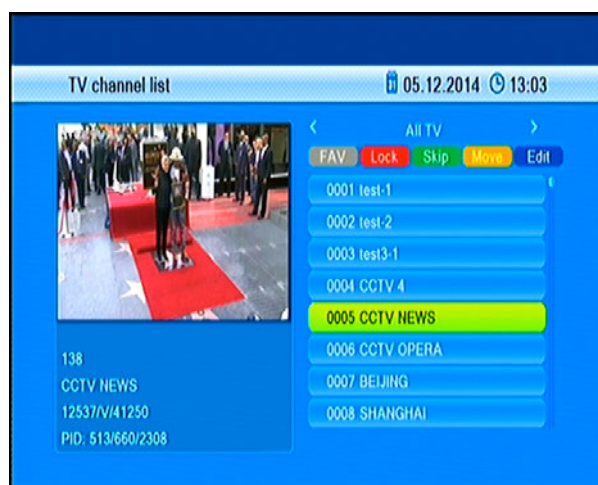 TV channel list
05.12.2014 13:03
All TV
FAV Lock Skip Move Edit
0001 test-1
0002 test-2
0003 test3-1
0004 CCTV 4
0005 CCTV NEWS
0006 CCTV OPERA
0007 BEIJING
0008 SHANGHAI
138
CCTV NEWS
12537/V/41250
PID: 513/660/2308